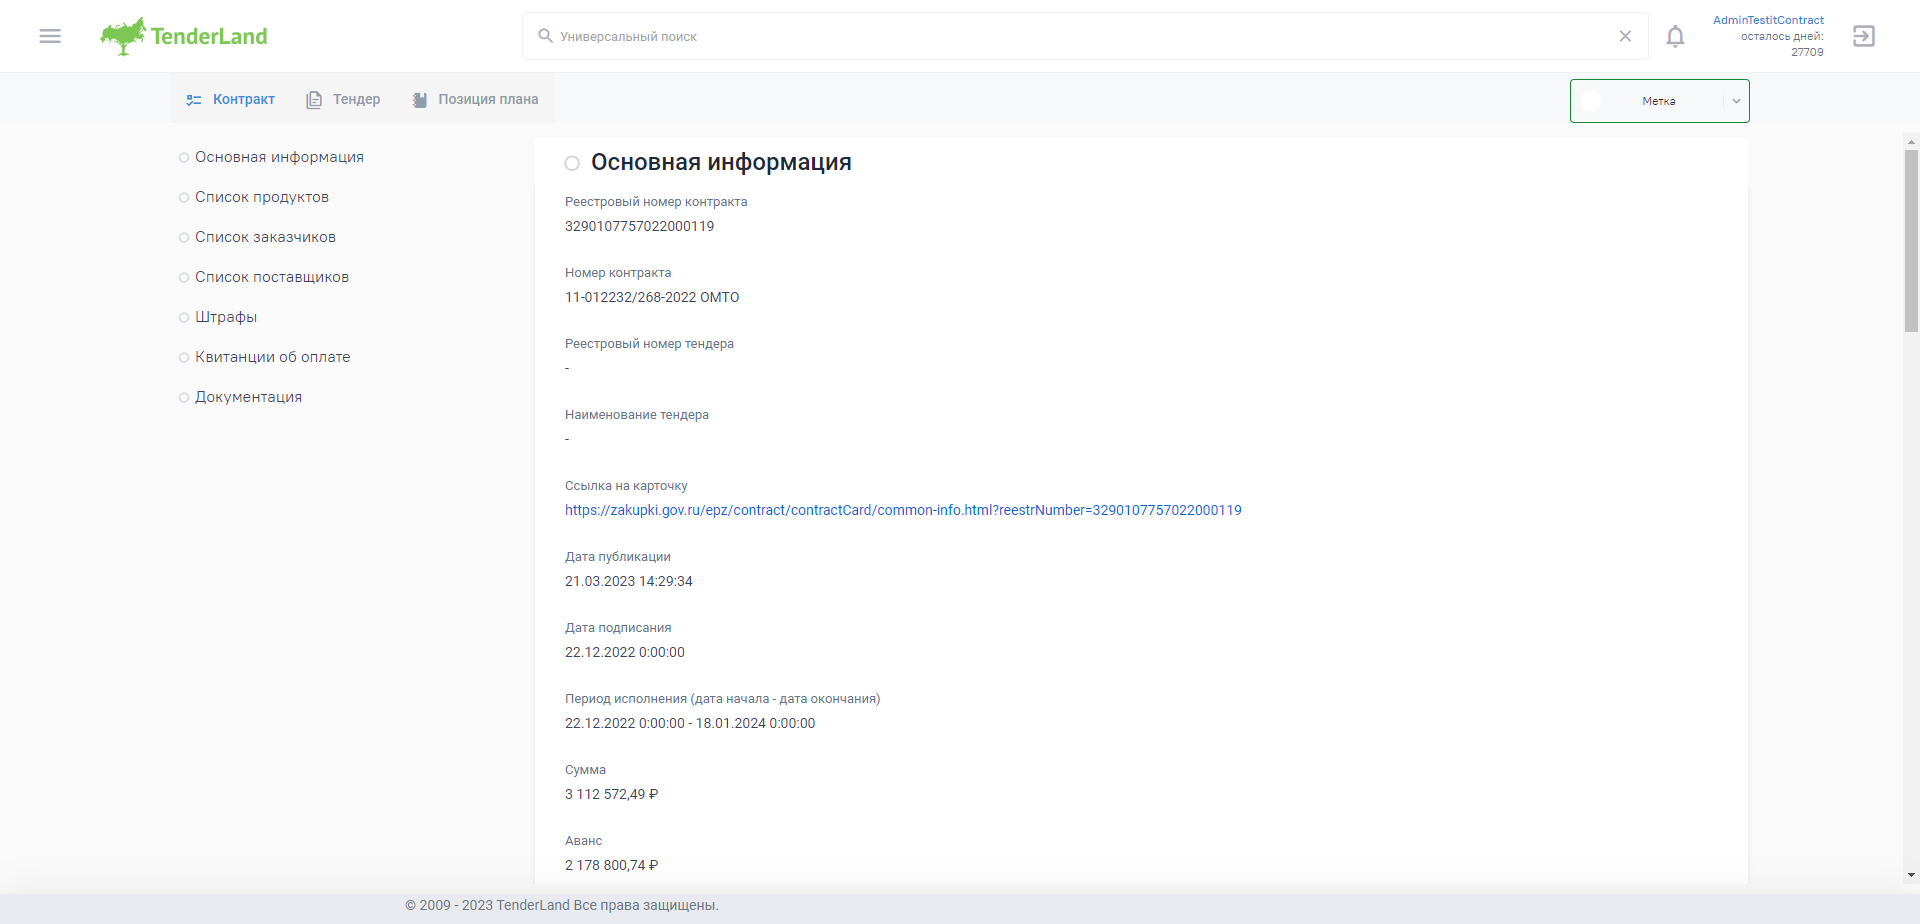 TenderLand
Универсальный поиск
AdminTestitContract
осталось дней:
27709
Контракт
Тендер
Позиция плана
Метка
Основная информация
Список продуктов
Список заказчиков
Список поставщиков
Штрафы
Квитанции об оплате
Документация
Основная информация
Реестровый номер контракта
3290107757022000119
Номер контракта
11-012232/268-2022 ОМТО
Реестровый номер тендера
-
Наименование тендера
-
Ссылка на карточку
https://zakupki.gov.ru/epz/contract/contractCard/common-info.html?reestrNumber=3290107757022000119
Дата публикации
21.03.2023 14:29:34
Дата подписания
22.12.2022 0:00:00
Период исполнения (дата начала - дата окончания)
22.12.2022 0:00:00 - 18.01.2024 0:00:00
Сумма
3 112 572,49 ₽
Аванс
2 178 800,74 ₽
© 2009 - 2023 TenderLand Все права защищены.